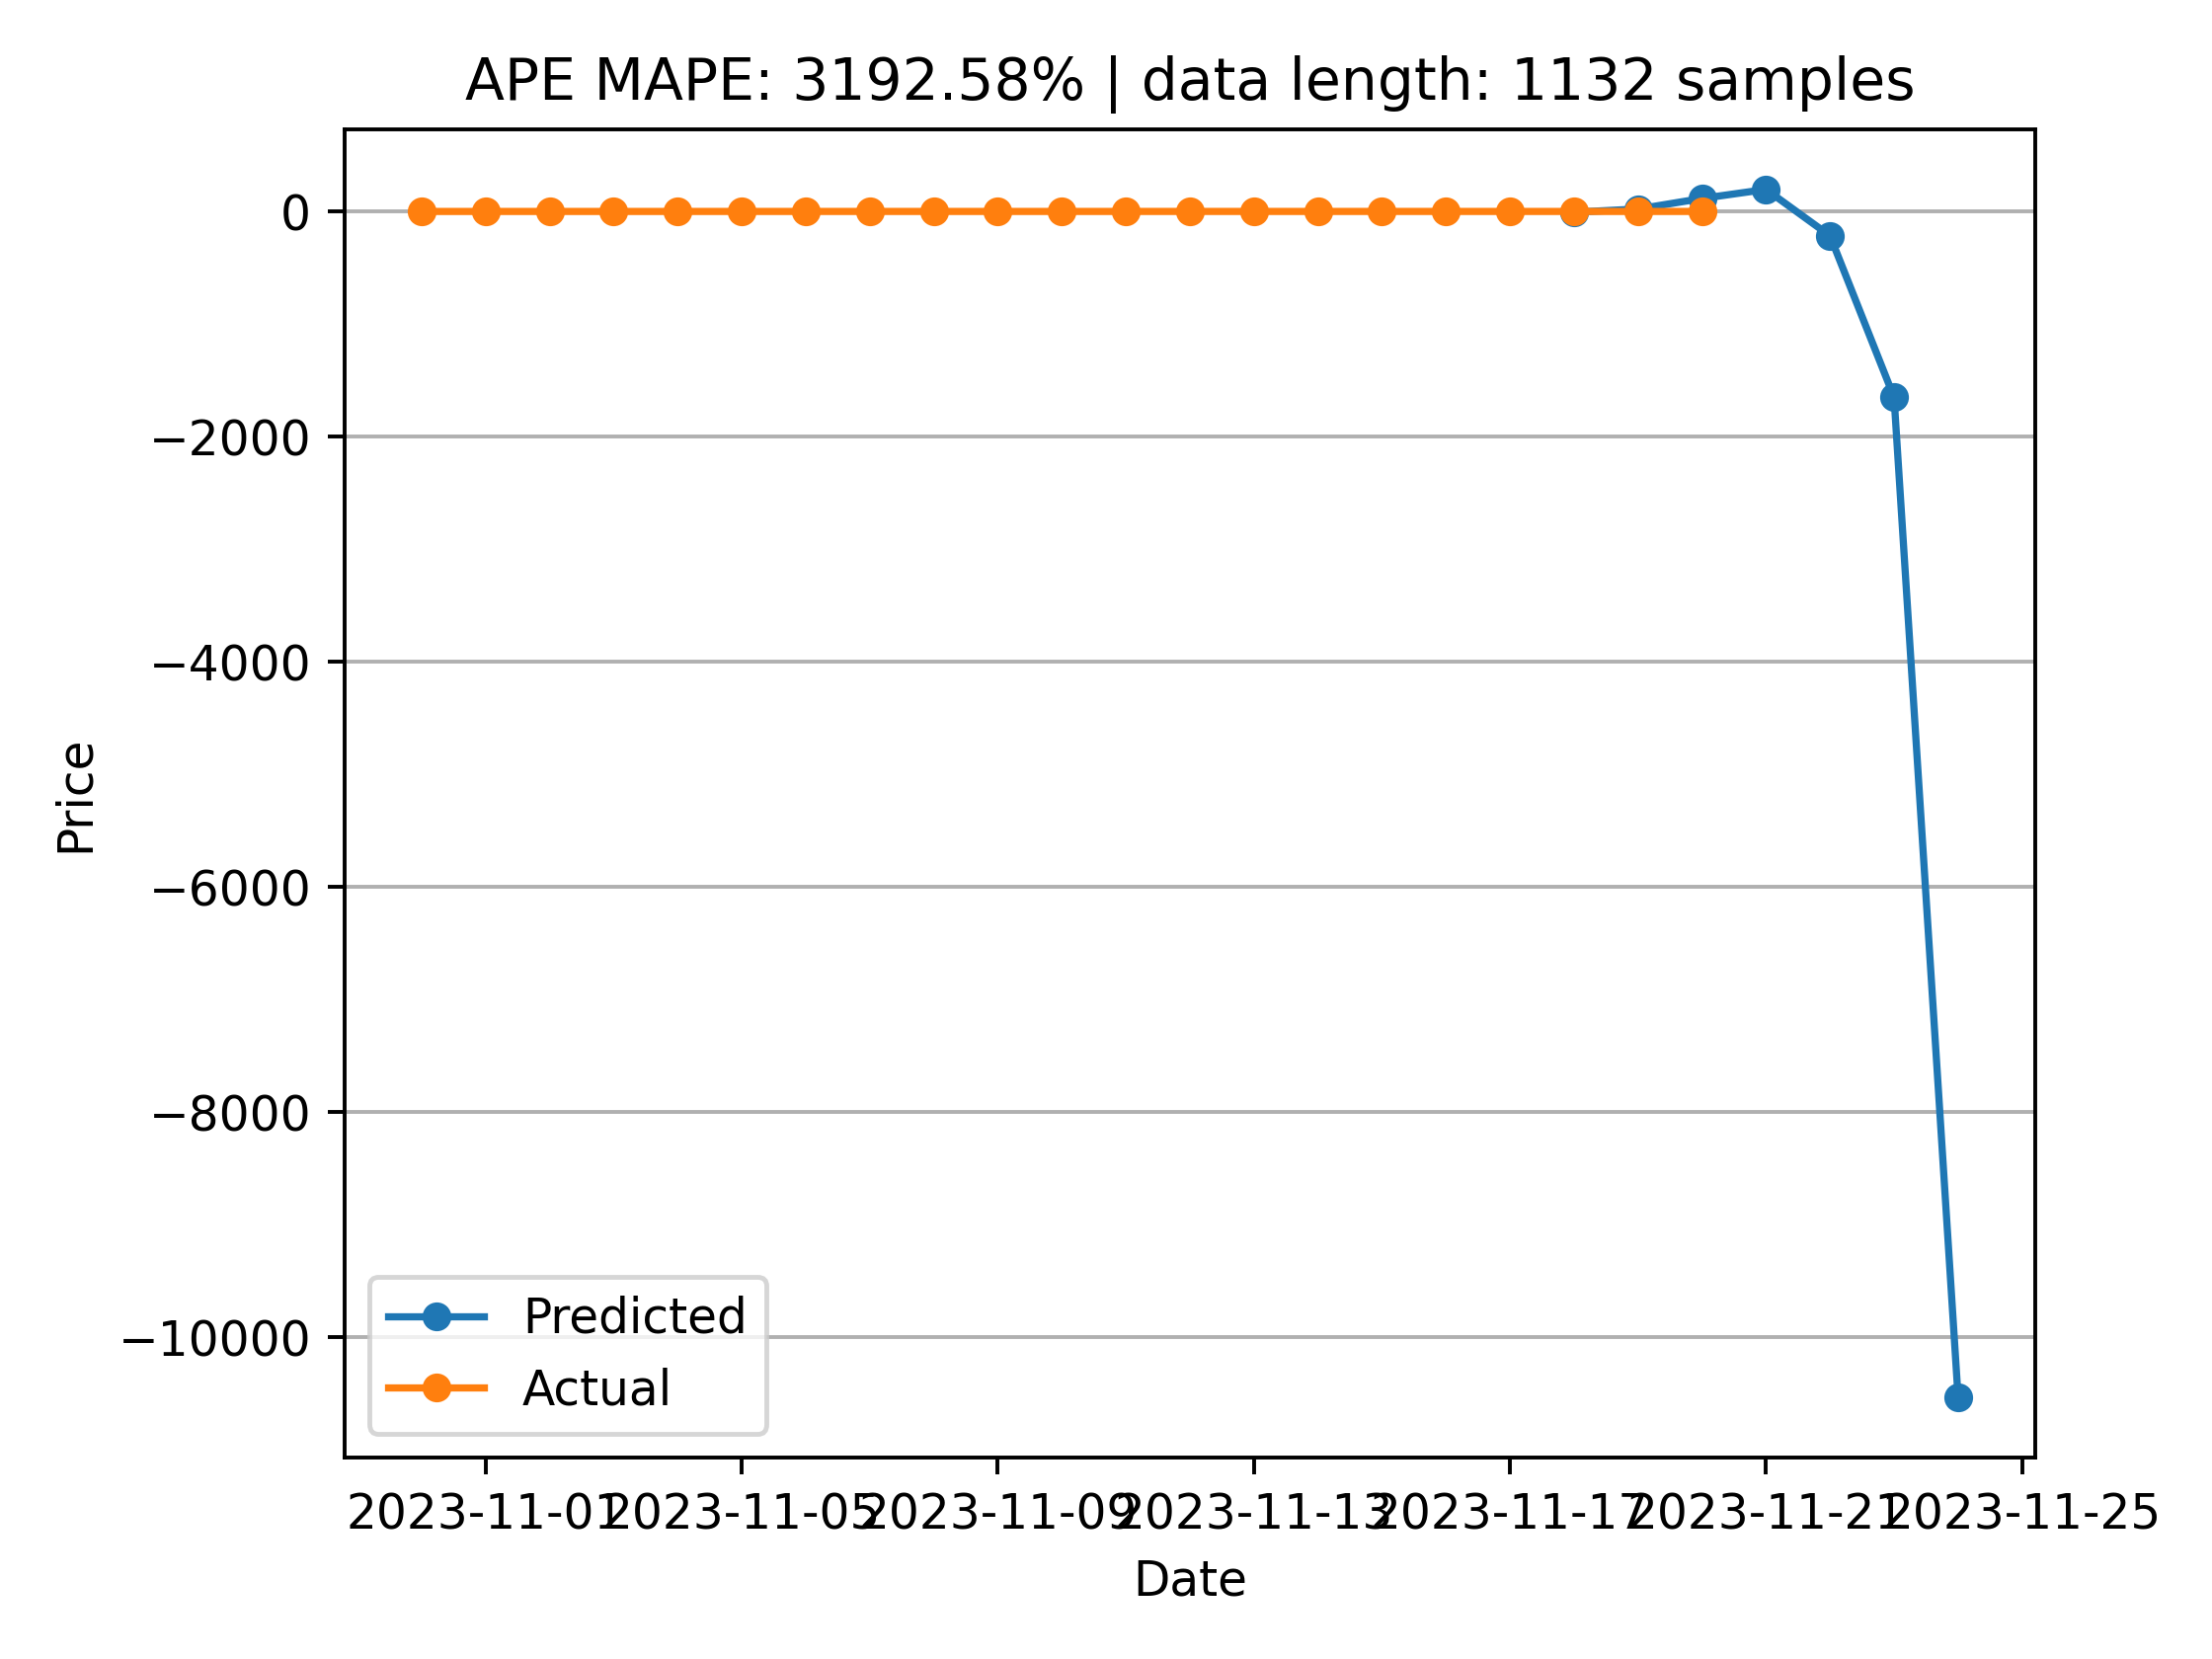 APE MAPE: 3192.58% | data length: 1132 samples
0
−2000
−4000
−6000
−8000
−10000
Price
Predicted
Actual
2023-11-01 2023-11-05 2023-11-09 2023-11-13 2023-11-17 2023-11-21 2023-11-25
Date